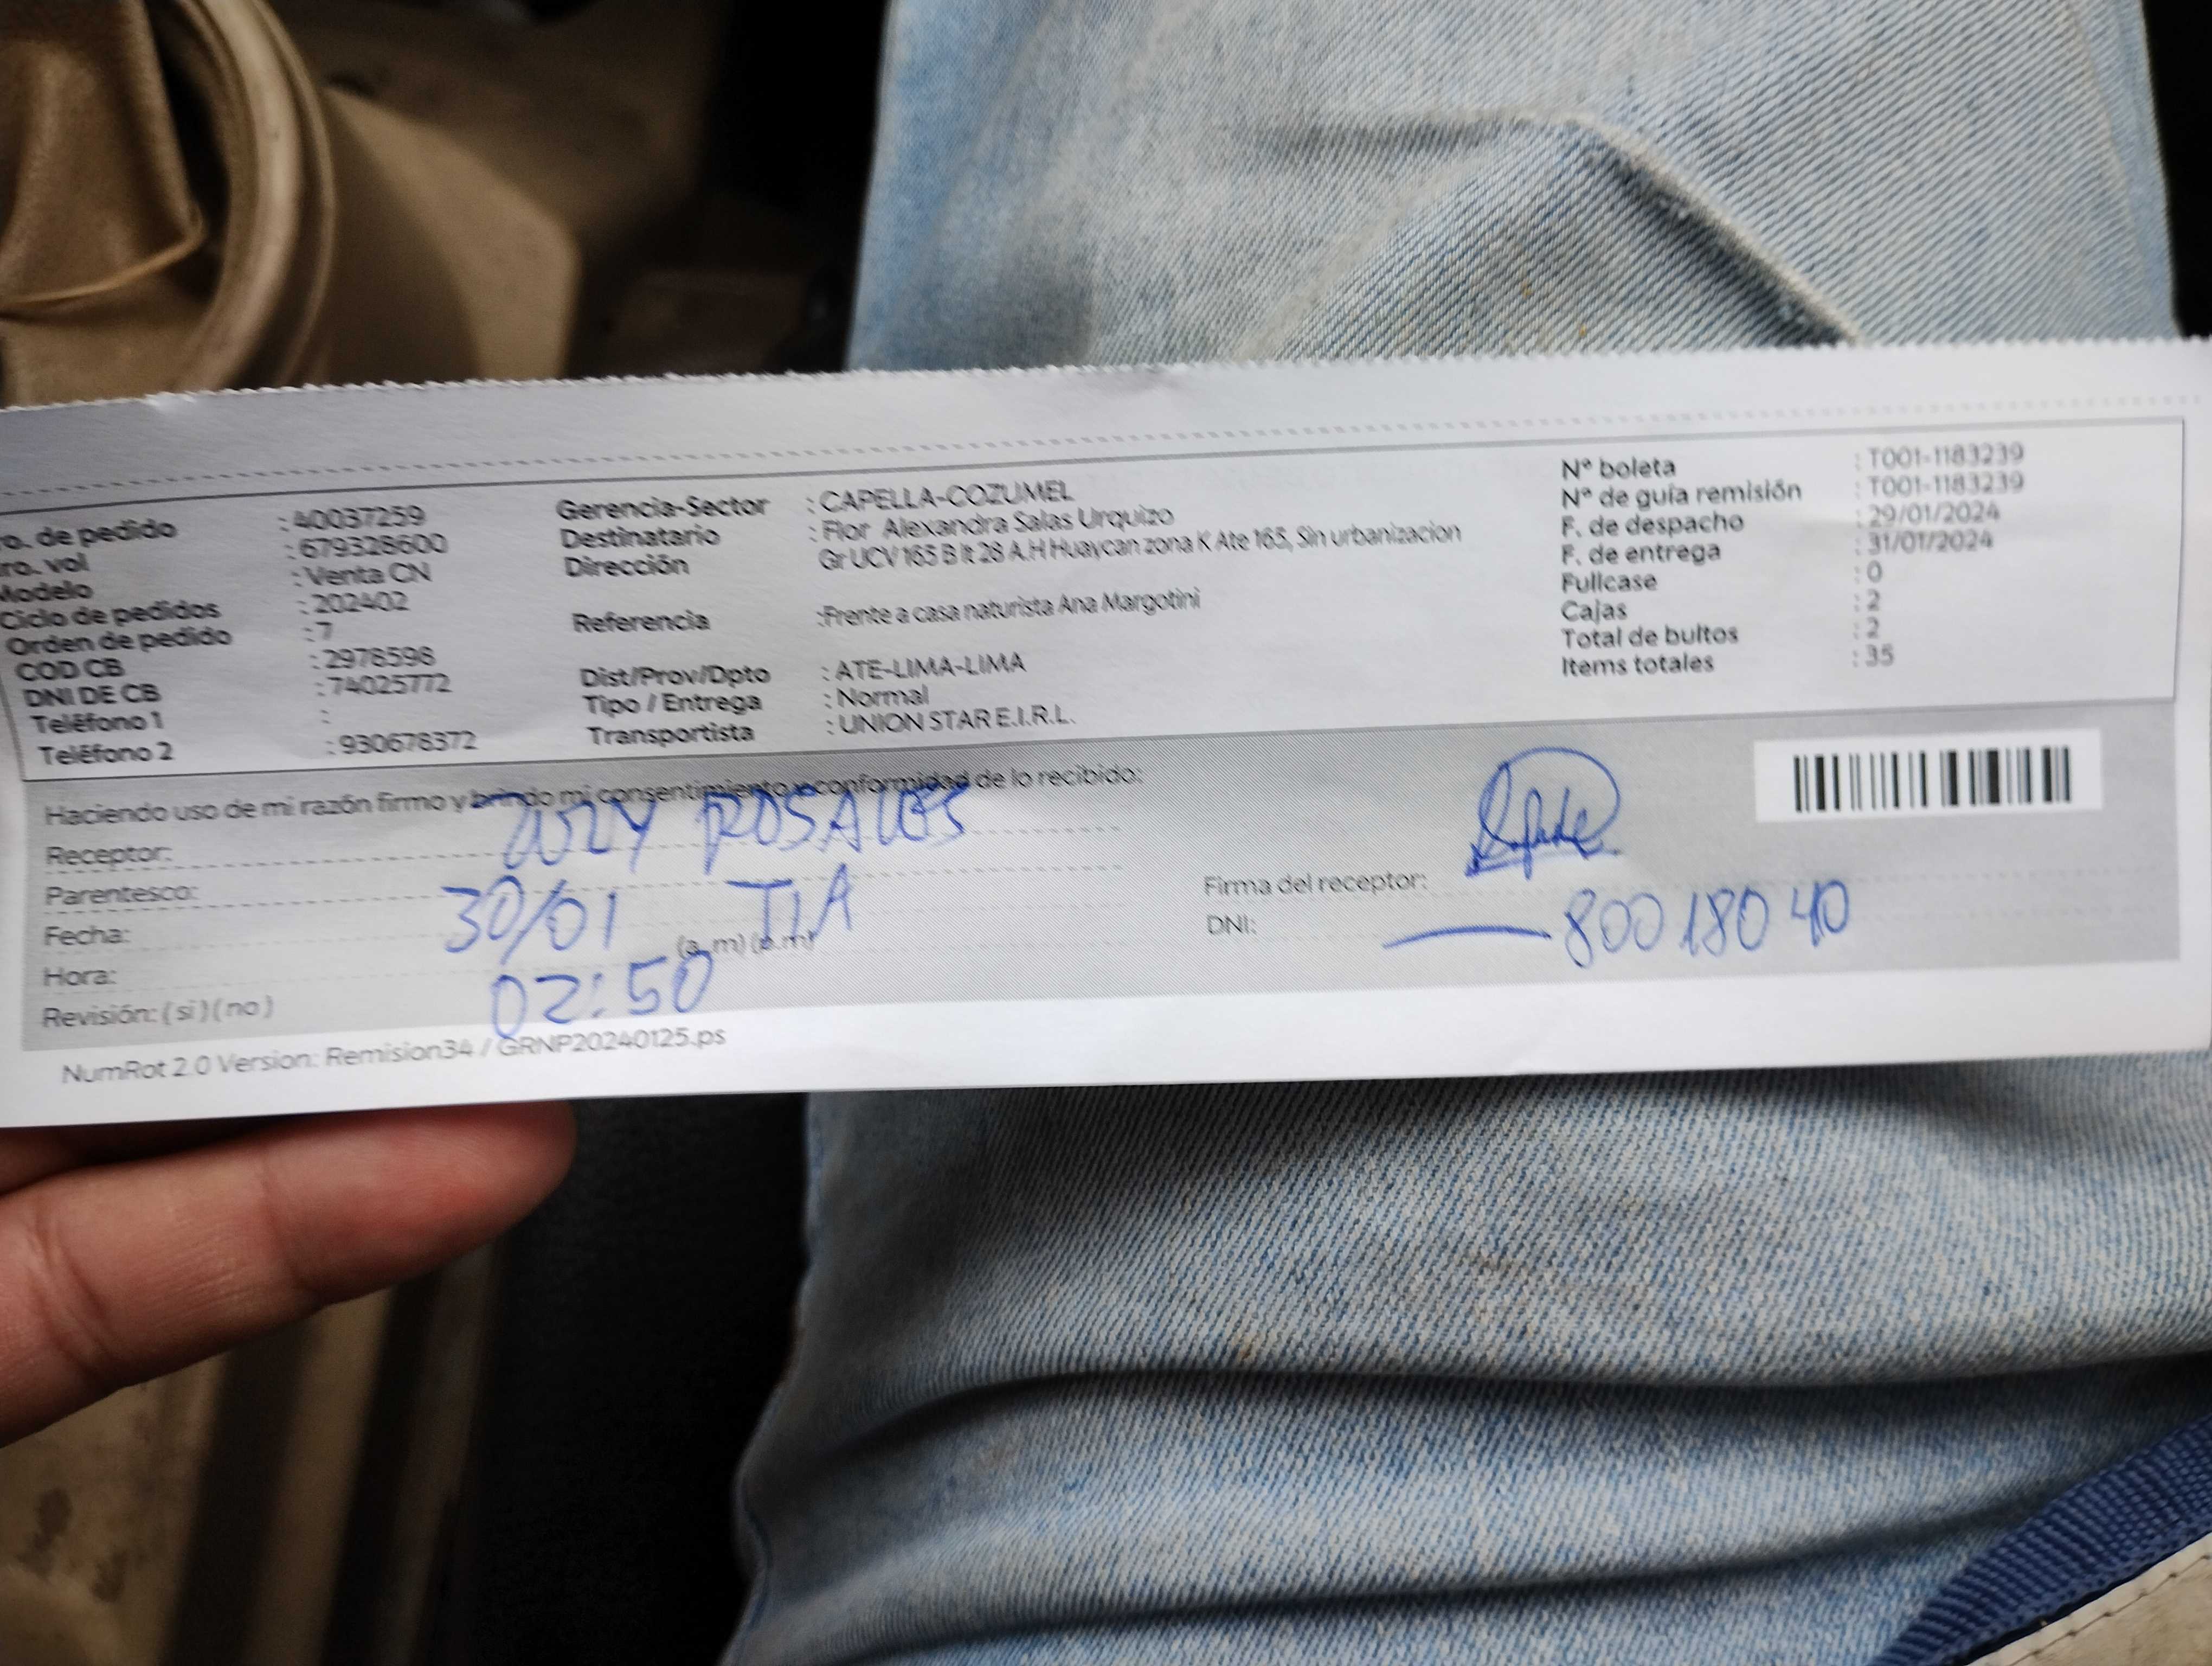 ro. de pedido : 40037259
ro. vol : 679328600
Modelo : Venta CN
Ciclo de pedidos : 202402
Orden de pedido : 7
COD CB : 2978598
DNI DE CB : 74025772
Teléfono 1 :
Teléfono 2 : 930678372
Gerencia-Sector : CAPELLA-COZUMEL
Destinatario : Flor Alexandra Salas Urquizo
Dirección Gr UCV 165 B lt 28 A.H Huaycan zona K Ate 165, Sin urbanizacion
Referencia :Frente a casa naturista Ana Margotini
Dist/Prov/Dpto : ATE-LIMA-LIMA
Tipo / Entrega : Normal
Transportista : UNION STAR E.I.R.L.
N° boleta : T001-1183239
N° de guía remisión : T001-1183239
F. de despacho : 29/01/2024
F. de entrega : 31/01/2024
Fullcase : 0
Cajas : 2
Total de bultos : 2
Items totales : 35
Haciendo uso de mi razón firmo y brindo mi consentimiento y conformidad de lo recibido:
Receptor: ROSALES
Parentesco: TIA
Fecha: 30/01
Hora: 02:50 (a. m) (p.m)
Revisión: ( si ) ( no )
Firma del receptor:
DNI: 80018040
NumRot 2.0 Version: Remision34 / GRNP20240125.ps